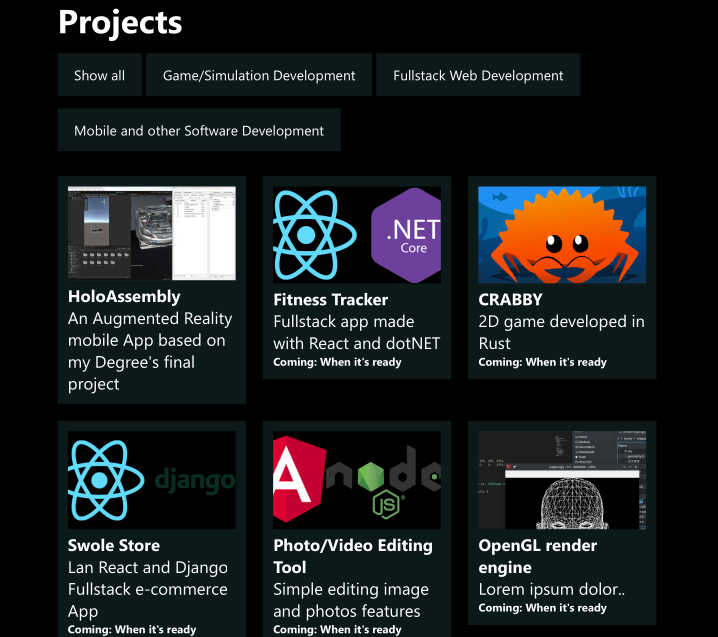 Projects
Show all
Game/Simulation Development
Fullstack Web Development
Mobile and other Software Development
HoloAssembly
An Augmented Reality
mobile App based on
my Degree's final
project
.NET
Core
Fitness Tracker
Fullstack app made
with React and dotNET
Coming: When it's ready
CRABBY
2D game developed in
Rust
Coming: When it's ready
django
Swole Store
Lan React and Django
Fullstack e-commerce
App
Coming: When it's ready
A
node
JS
Photo/Video Editing
Tool
Simple editing image
and photos features
Coming: When it's ready
OpenGL render
engine
Lorem ipsum dolor..
Coming: When it's ready